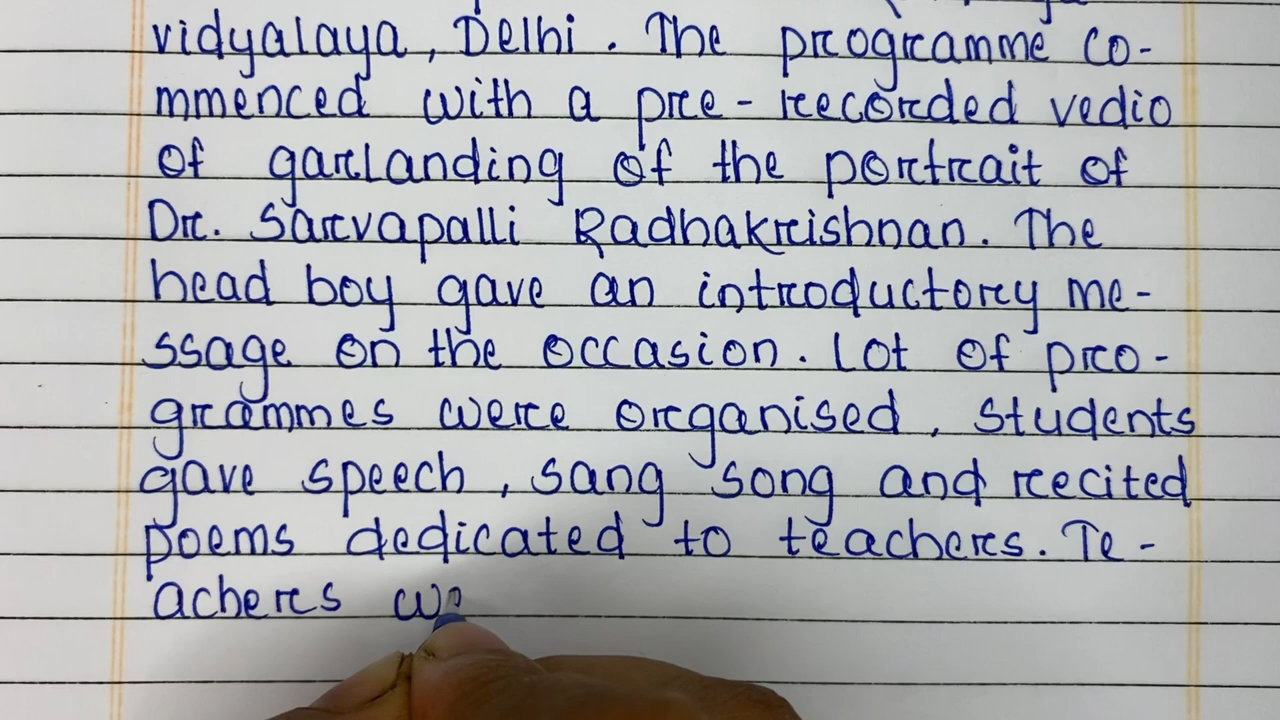 vidyalaya, Delhi. The programme co-
mmenced with a pre-recorded vedio
of garlanding of the portrait of
Dr. Sarvapalli Radhakrishnan. The
head boy gave an introductory me-
ssage on the occasion. Lot of pro-
grammes were organised, students
gave speech, sang song and recited
poems dedicated to teachers. Te-
achers